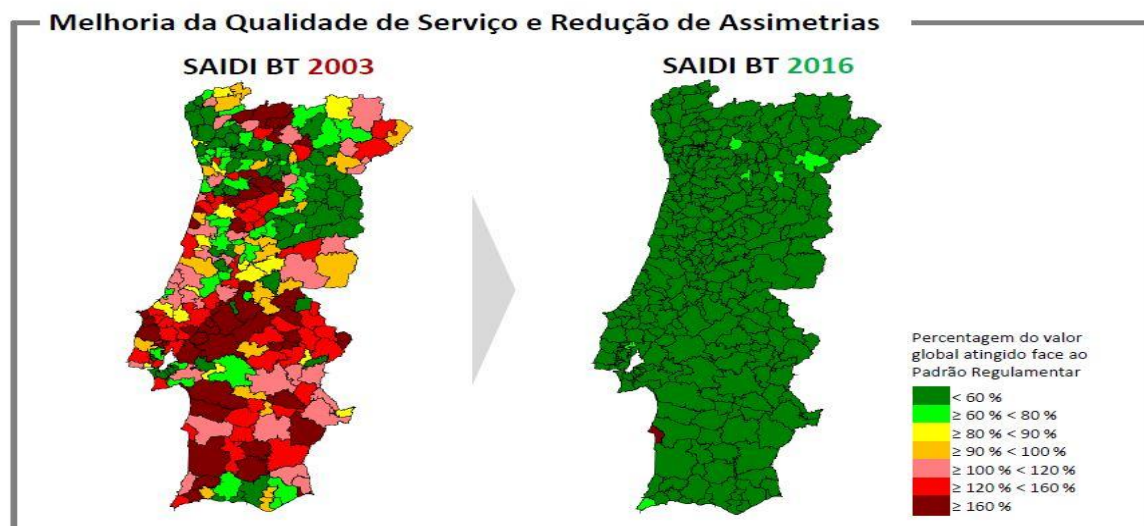 Melhoria da Qualidade de Serviço e Redução de Assimetrias
SAIDI BT 2003
SAIDI BT 2016
Percentagem do valor
global atingido face ao
Padrão Regulamentar
< 60 %
≥ 60 % < 80 %
≥ 80 % < 90 %
≥ 90 % < 100 %
≥ 100 % < 120 %
≥ 120 % < 160 %
≥ 160 %